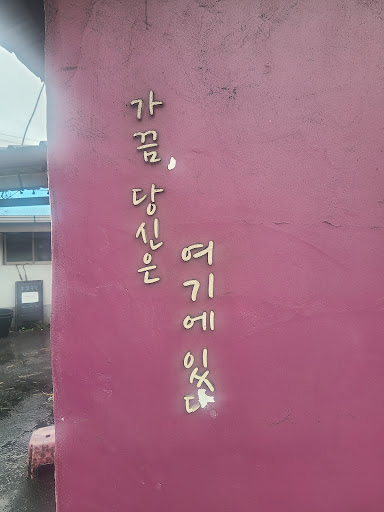 가끔, 당신은
여기에 있다